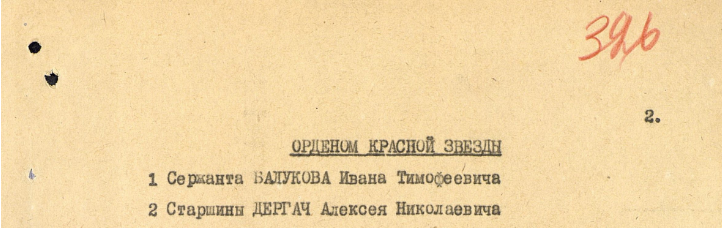 326
2.
ОРДЕНОМ КРАСНОЙ ЗВЕЗДЫ
1 Сержанта БАЛУКОВА Ивана Тимофеевича
2 Старшины ДЕРГАЧ Алексея Николаевича